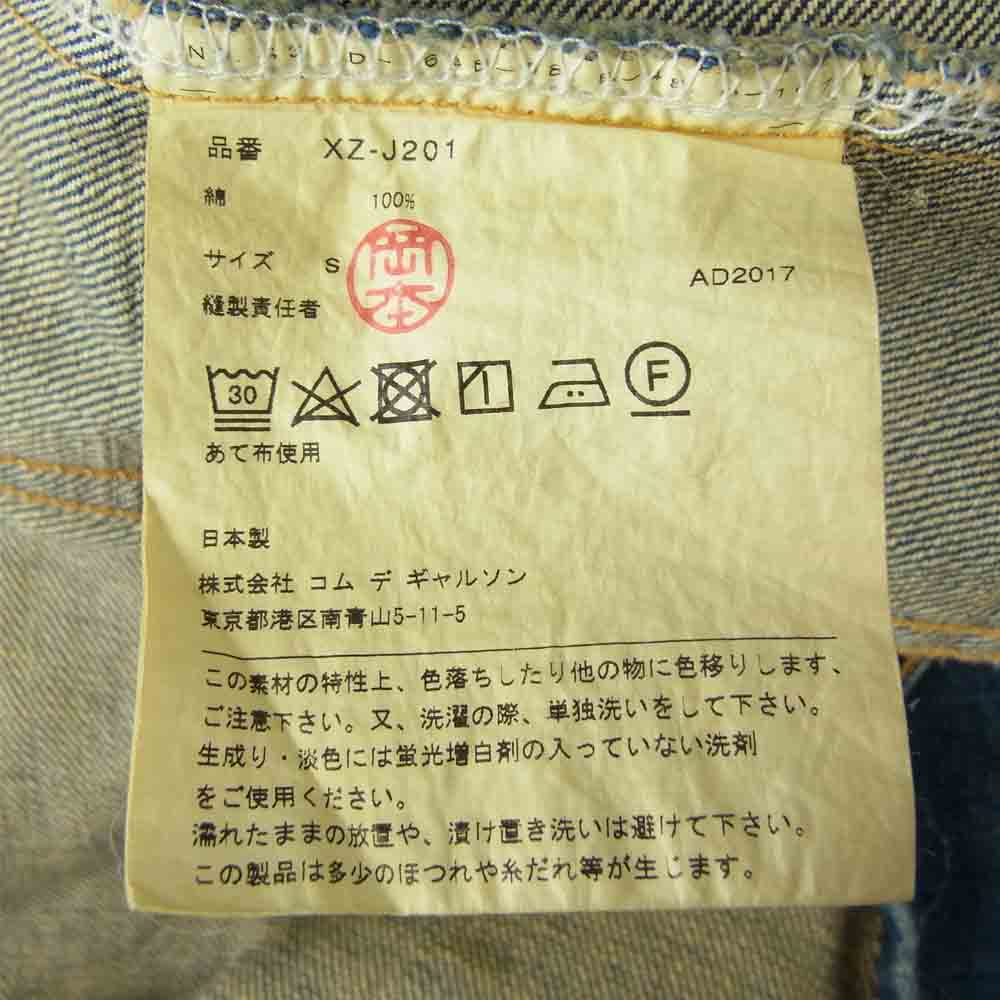 品番 XZ-J201
綿 100%
サイズ S
岡本
AD2017
縫製責任者
30
F
あて布使用
日本製
株式会社 コム デ ギャルソン
東京都港区南青山5-11-5
この素材の特性上、色落ちしたり他の物に色移りします、
ご注意下さい。又、洗濯の際、単独洗いをして下さい。
生成り・淡色には蛍光増白剤の入っていない洗剤
をご使用ください。
濡れたままの放置や、漬け置き洗いは避けて下さい。
この製品は多少のほつれや糸だれ等が生じます。